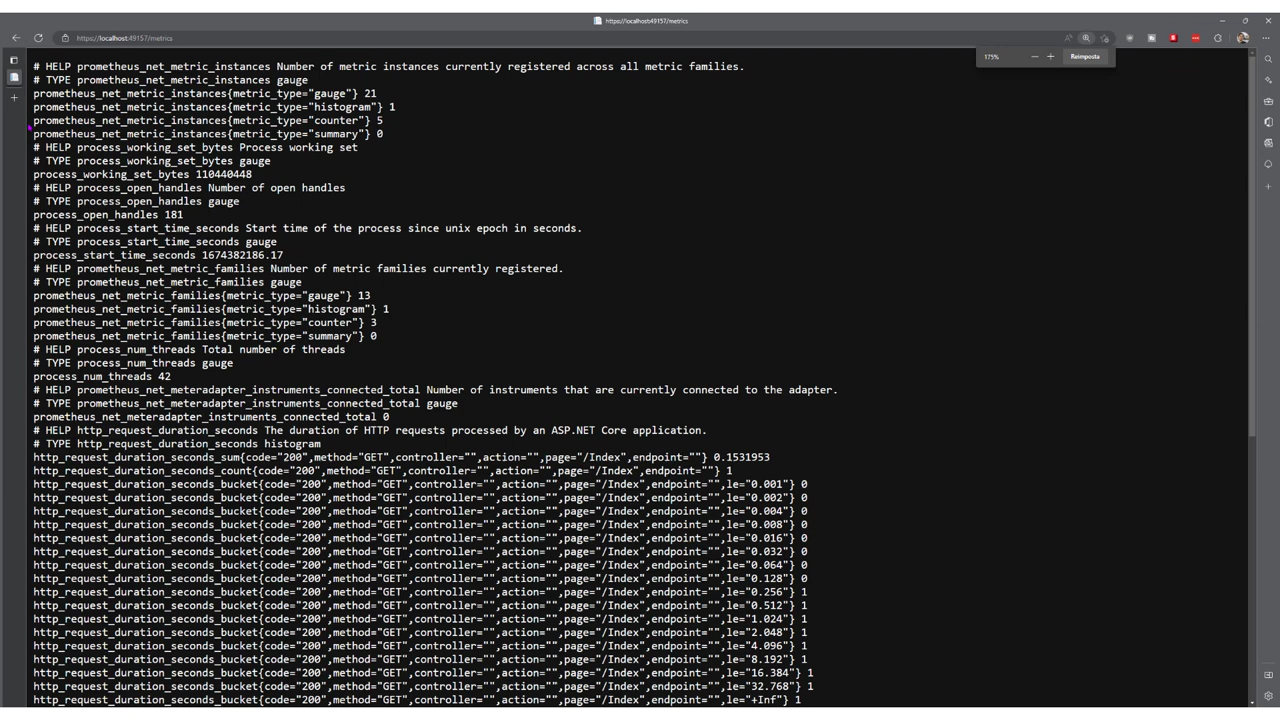 https://localhost:49157/metrics
https://localhost:49157/metrics
175%
Reimposta
# HELP prometheus_net_metric_instances Number of metric instances currently registered across all metric families.
# TYPE prometheus_net_metric_instances gauge
prometheus_net_metric_instances{metric_type="gauge"} 21
prometheus_net_metric_instances{metric_type="histogram"} 1
prometheus_net_metric_instances{metric_type="counter"} 5
prometheus_net_metric_instances{metric_type="summary"} 0
# HELP process_working_set_bytes Process working set
# TYPE process_working_set_bytes gauge
process_working_set_bytes 110440448
# HELP process_open_handles Number of open handles
# TYPE process_open_handles gauge
process_open_handles 181
# HELP process_start_time_seconds Start time of the process since unix epoch in seconds.
# TYPE process_start_time_seconds gauge
process_start_time_seconds 1674382186.17
# HELP prometheus_net_metric_families Number of metric families currently registered.
# TYPE prometheus_net_metric_families gauge
prometheus_net_metric_families{metric_type="gauge"} 13
prometheus_net_metric_families{metric_type="histogram"} 1
prometheus_net_metric_families{metric_type="counter"} 3
prometheus_net_metric_families{metric_type="summary"} 0
# HELP process_num_threads Total number of threads
# TYPE process_num_threads gauge
process_num_threads 42
# HELP prometheus_net_meteradapter_instruments_connected_total Number of instruments that are currently connected to the adapter.
# TYPE prometheus_net_meteradapter_instruments_connected_total gauge
prometheus_net_meteradapter_instruments_connected_total 0
# HELP http_request_duration_seconds The duration of HTTP requests processed by an ASP.NET Core application.
# TYPE http_request_duration_seconds histogram
http_request_duration_seconds_sum{code="200",method="GET",controller="",action="",page="/Index",endpoint=""} 0.1531953
http_request_duration_seconds_count{code="200",method="GET",controller="",action="",page="/Index",endpoint=""} 1
http_request_duration_seconds_bucket{code="200",method="GET",controller="",action="",page="/Index",endpoint="",le="0.001"} 0
http_request_duration_seconds_bucket{code="200",method="GET",controller="",action="",page="/Index",endpoint="",le="0.002"} 0
http_request_duration_seconds_bucket{code="200",method="GET",controller="",action="",page="/Index",endpoint="",le="0.004"} 0
http_request_duration_seconds_bucket{code="200",method="GET",controller="",action="",page="/Index",endpoint="",le="0.008"} 0
http_request_duration_seconds_bucket{code="200",method="GET",controller="",action="",page="/Index",endpoint="",le="0.016"} 0
http_request_duration_seconds_bucket{code="200",method="GET",controller="",action="",page="/Index",endpoint="",le="0.032"} 0
http_request_duration_seconds_bucket{code="200",method="GET",controller="",action="",page="/Index",endpoint="",le="0.064"} 0
http_request_duration_seconds_bucket{code="200",method="GET",controller="",action="",page="/Index",endpoint="",le="0.128"} 0
http_request_duration_seconds_bucket{code="200",method="GET",controller="",action="",page="/Index",endpoint="",le="0.256"} 1
http_request_duration_seconds_bucket{code="200",method="GET",controller="",action="",page="/Index",endpoint="",le="0.512"} 1
http_request_duration_seconds_bucket{code="200",method="GET",controller="",action="",page="/Index",endpoint="",le="1.024"} 1
http_request_duration_seconds_bucket{code="200",method="GET",controller="",action="",page="/Index",endpoint="",le="2.048"} 1
http_request_duration_seconds_bucket{code="200",method="GET",controller="",action="",page="/Index",endpoint="",le="4.096"} 1
http_request_duration_seconds_bucket{code="200",method="GET",controller="",action="",page="/Index",endpoint="",le="8.192"} 1
http_request_duration_seconds_bucket{code="200",method="GET",controller="",action="",page="/Index",endpoint="",le="16.384"} 1
http_request_duration_seconds_bucket{code="200",method="GET",controller="",action="",page="/Index",endpoint="",le="32.768"} 1
http_request_duration_seconds_bucket{code="200",method="GET",controller="",action="",page="/Index",endpoint="",le="+Inf"} 1